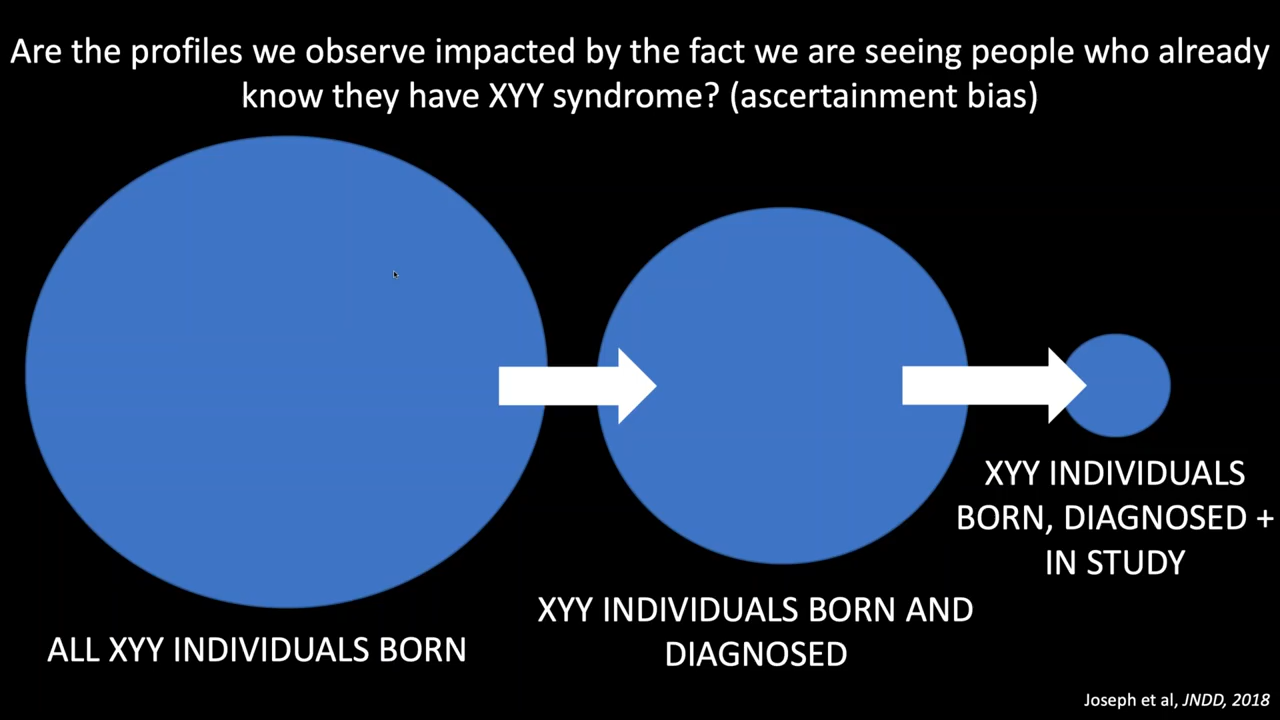 Are the profiles we observe impacted by the fact we are seeing people who already
know they have XYY syndrome? (ascertainment bias)
ALL XYY INDIVIDUALS BORN
XYY INDIVIDUALS BORN AND
DIAGNOSED
XYY INDIVIDUALS
BORN, DIAGNOSED +
IN STUDY
Joseph et al, JNDD, 2018